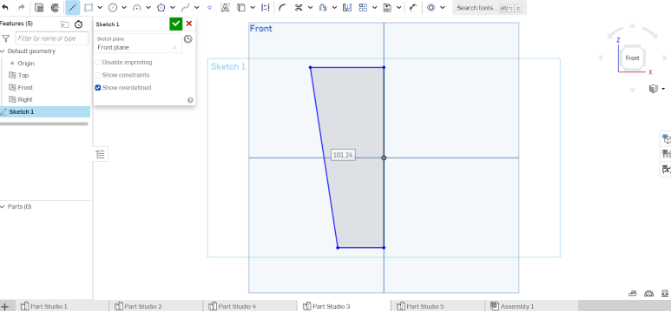 Search tools...
Features (5)
Filter by name or type
Default geometry
Origin
Top
Front
Right
Sketch 1
Parts (0)
Sketch 1
Sketch plane
Front plane
Disable imprinting
Show constraints
Show overdefined
Front
Sketch 1
101.24
Z
Front
X
Part Studio 1
Part Studio 2
Part Studio 4
Part Studio 3
Part Studio 5
Assembly 1